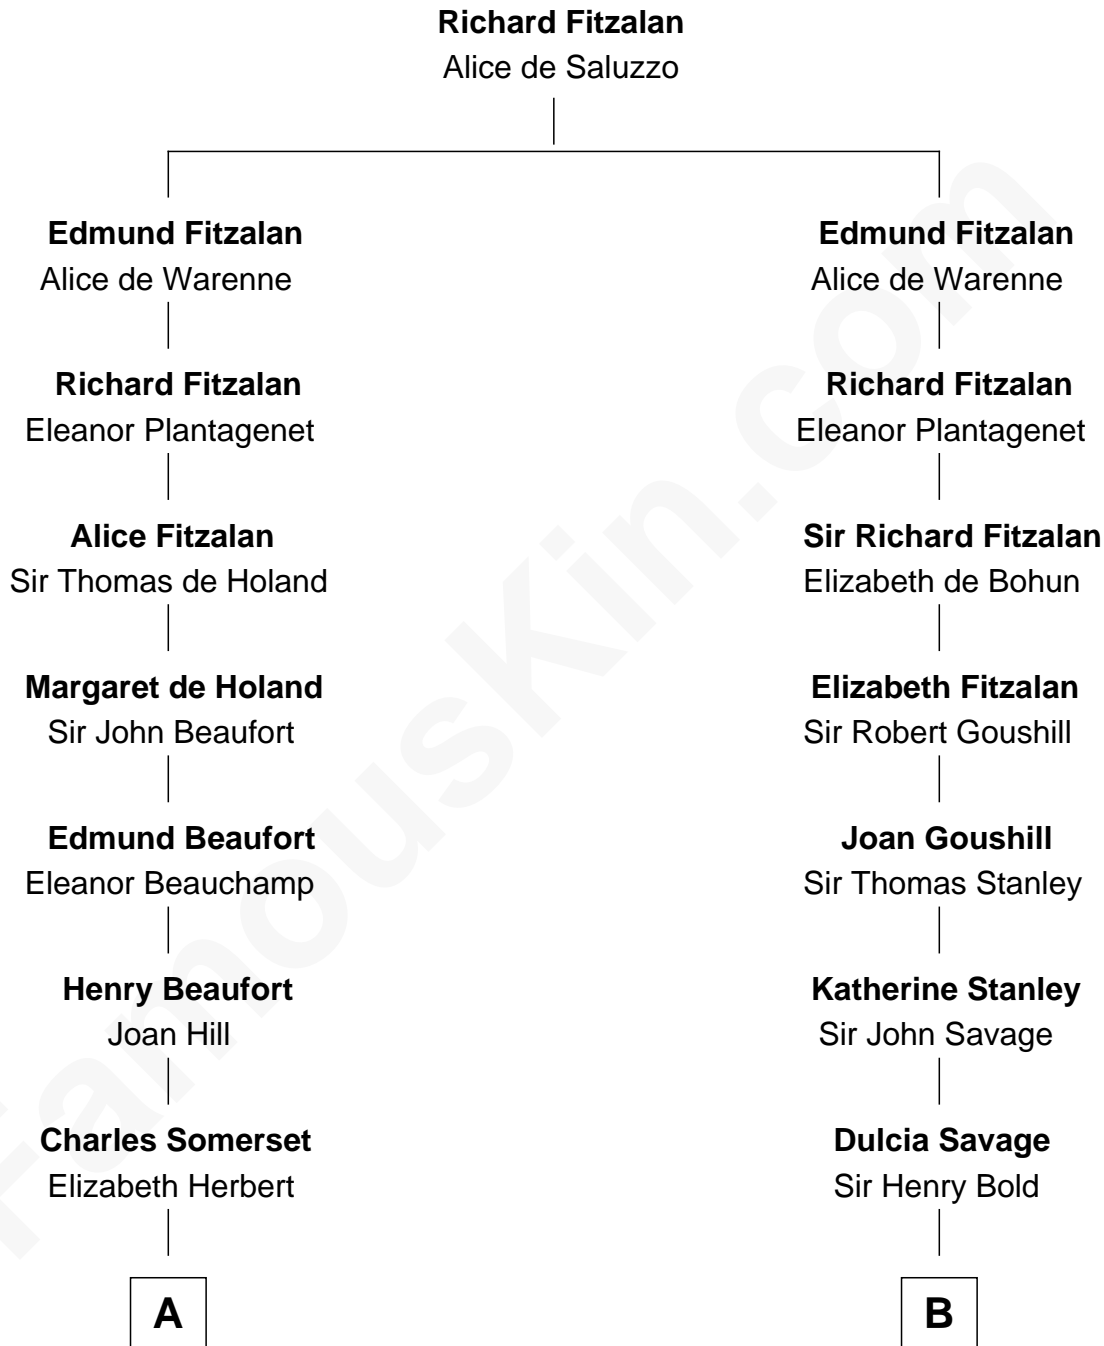 Richard Fitzalan
Alice de Saluzzo
Edmund Fitzalan
Alice de Warenne
Edmund Fitzalan
Alice de Warenne
Richard Fitzalan
Eleanor Plantagenet
Richard Fitzalan
Eleanor Plantagenet
Alice Fitzalan
Sir Thomas de Holand
Sir Richard Fitzalan
Elizabeth de Bohun
Margaret de Holand
Sir John Beaufort
Elizabeth Fitzalan
Sir Robert Goushill
Edmund Beaufort
Eleanor Beauchamp
Joan Goushill
Sir Thomas Stanley
Henry Beaufort
Joan Hill
Katherine Stanley
Sir John Savage
Charles Somerset
Elizabeth Herbert
Dulcia Savage
Sir Henry Bold
A
B
FamousKin.com